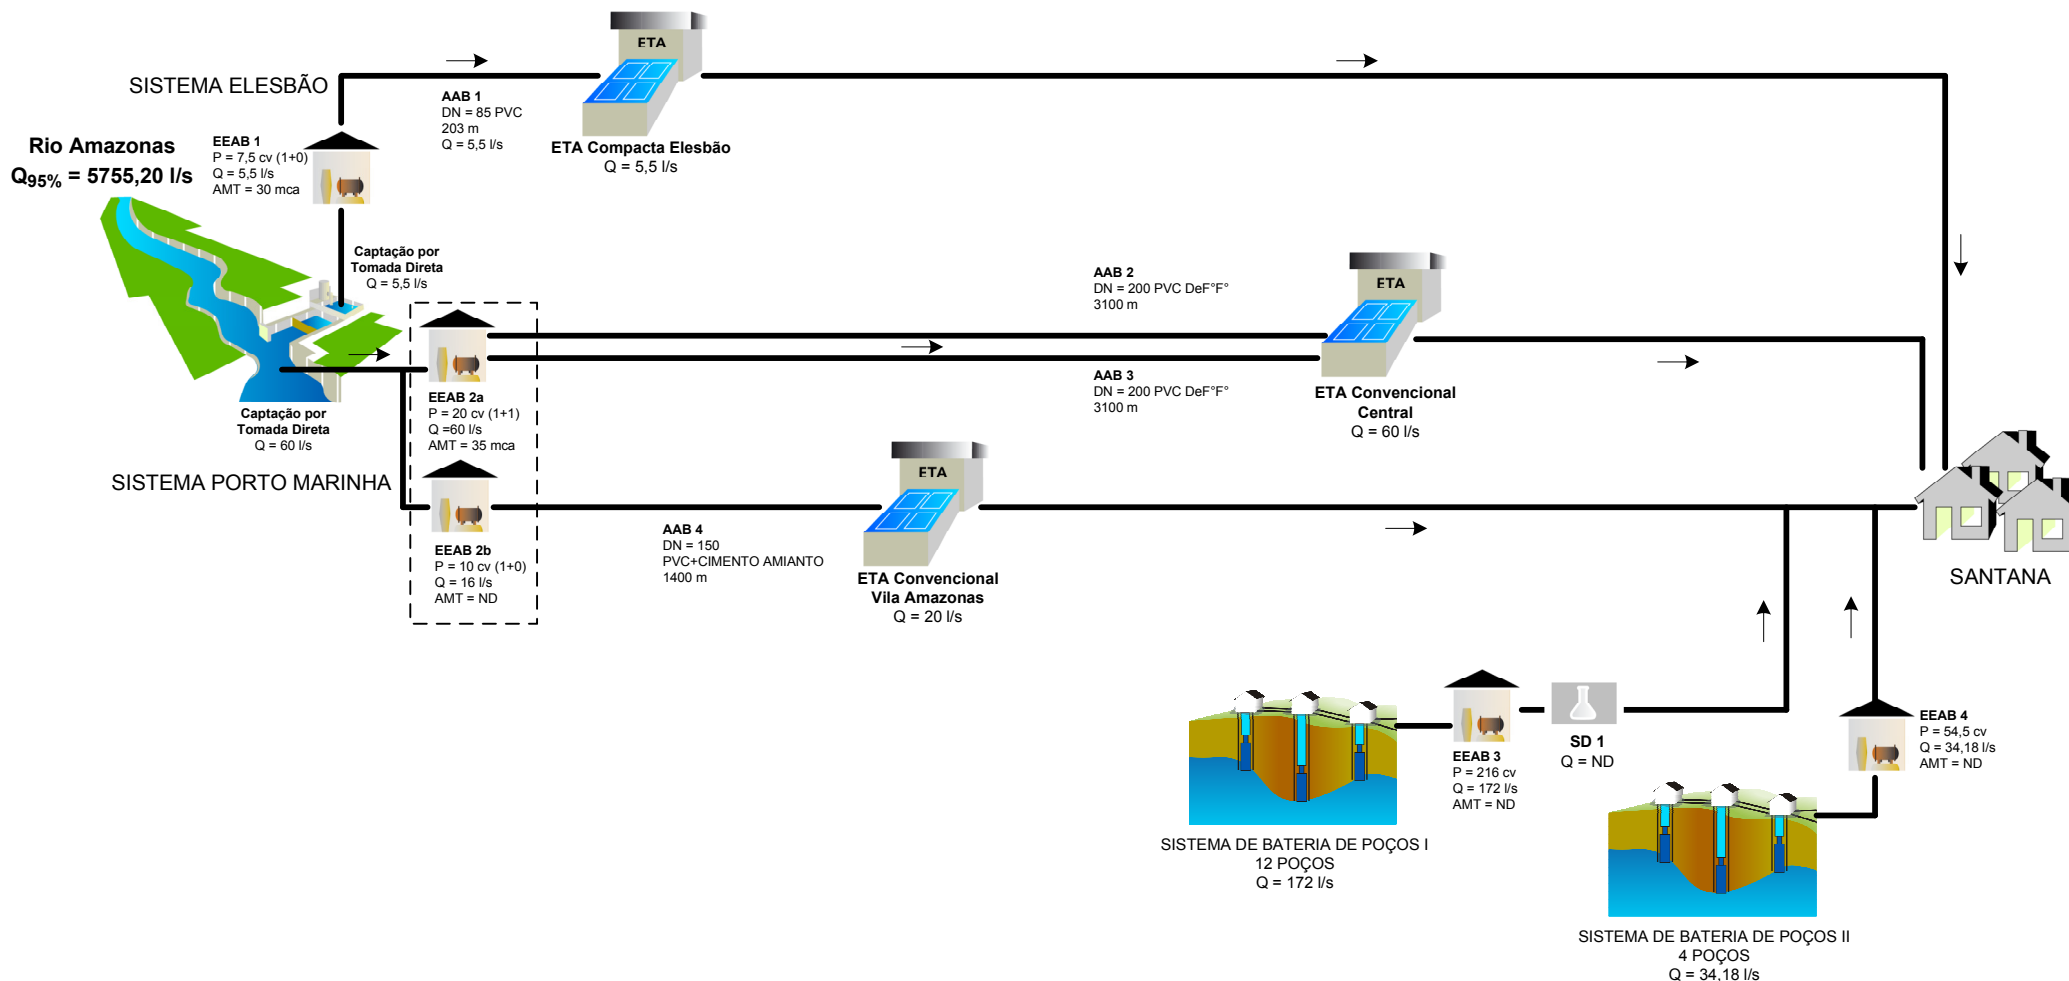 SISTEMA ELESBÃO
Rio Amazonas
Q95% = 5755,20 l/s
EEAB 1
P = 7,5 cv (1+0)
Q = 5,5 l/s
AMT = 30 mca
AAB 1
DN = 85 PVC
203 m
Q = 5,5 l/s
ETA
ETA Compacta Elesbão
Q = 5,5 l/s
Captação por
Tomada Direta
Q = 5,5 l/s
Captação por
Tomada Direta
Q = 60 l/s
SISTEMA PORTO MARINHA
EEAB 2a
P = 20 cv (1+1)
Q =60 l/s
AMT = 35 mca
EEAB 2b
P = 10 cv (1+0)
Q = 16 l/s
AMT = ND
AAB 2
DN = 200 PVC DeF°F°
3100 m
AAB 3
DN = 200 PVC DeF°F°
3100 m
ETA
ETA Convencional
Central
Q = 60 l/s
AAB 4
DN = 150
PVC+CIMENTO AMIANTO
1400 m
ETA
ETA Convencional
Vila Amazonas
Q = 20 l/s
SANTANA
EEAB 3
P = 216 cv
Q = 172 l/s
AMT = ND
SD 1
Q = ND
EEAB 4
P = 54,5 cv
Q = 34,18 l/s
AMT = ND
SISTEMA DE BATERIA DE POÇOS I
12 POÇOS
Q = 172 l/s
SISTEMA DE BATERIA DE POÇOS II
4 POÇOS
Q = 34,18 l/s